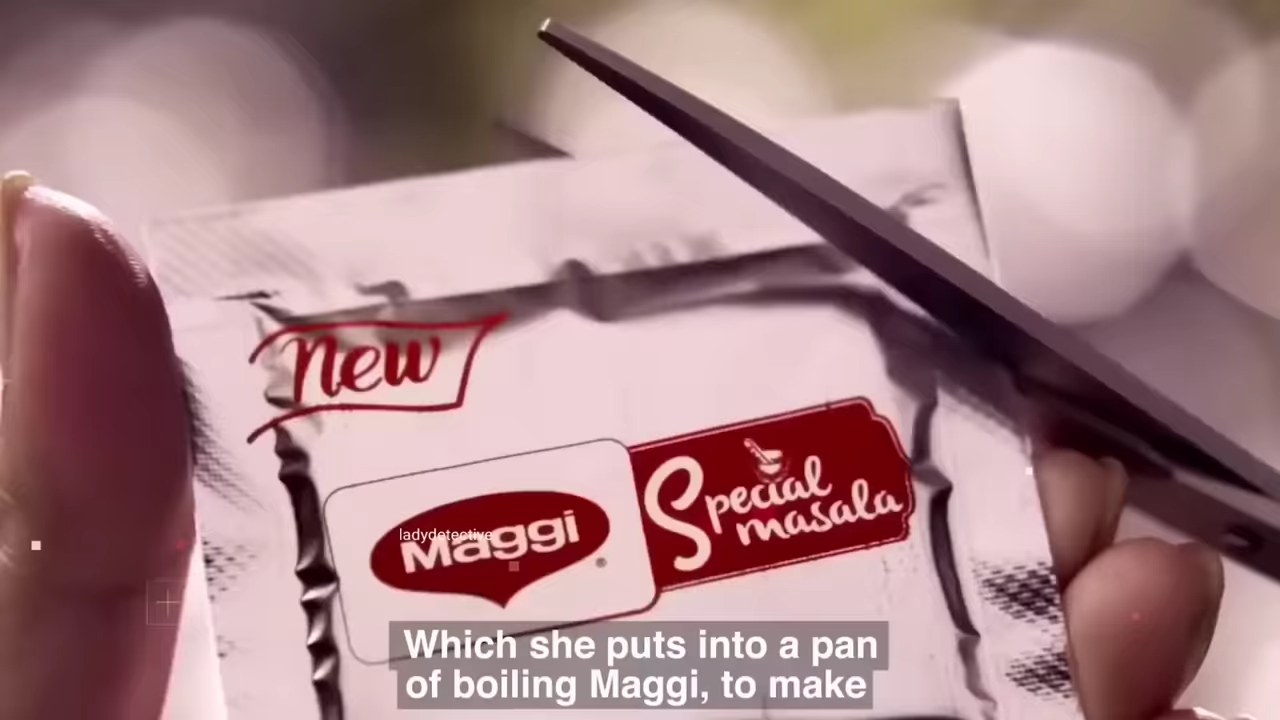 New
Maggi
Special
masala
ladydetective
Which she puts into a pan
of boiling Maggi, to make